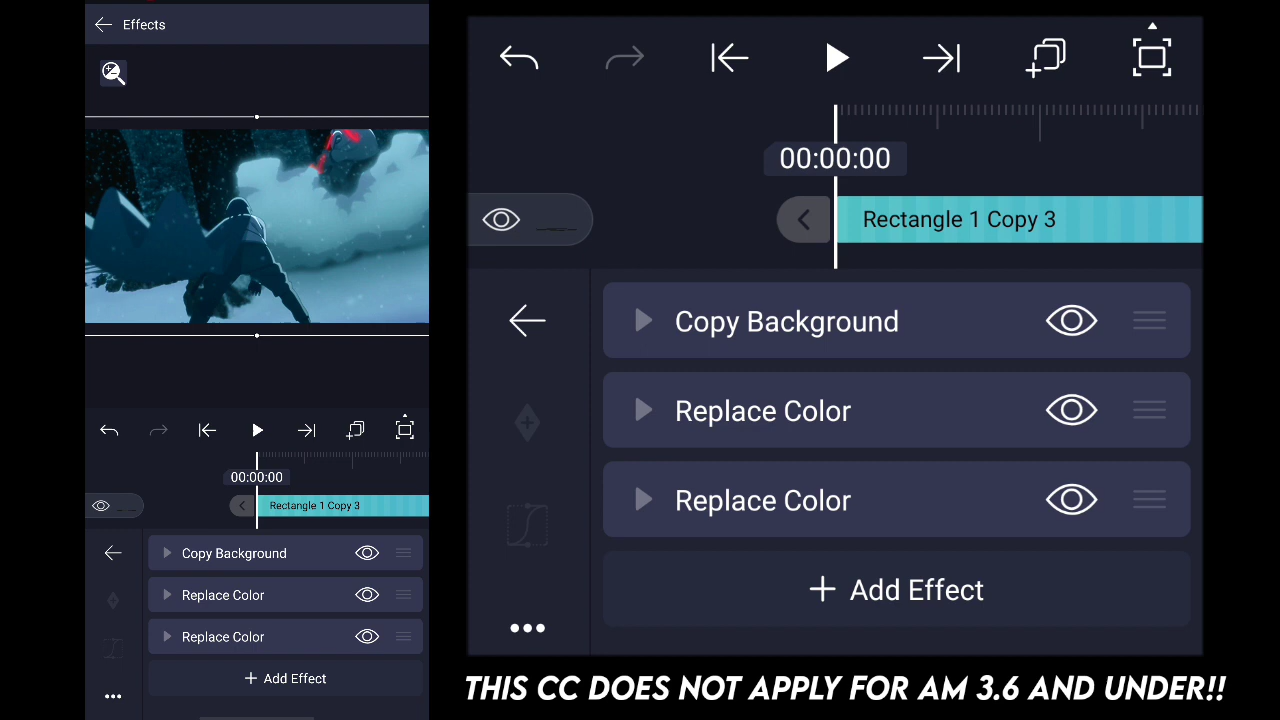 Effects
00:00:00
Rectangle 1 Copy 3
Copy Background
Replace Color
Replace Color
+ Add Effect
00:00:00
Rectangle 1 Copy 3
Copy Background
Replace Color
Replace Color
+ Add Effect
THIS CC DOES NOT APPLY FOR AM 3.6 AND UNDER!!